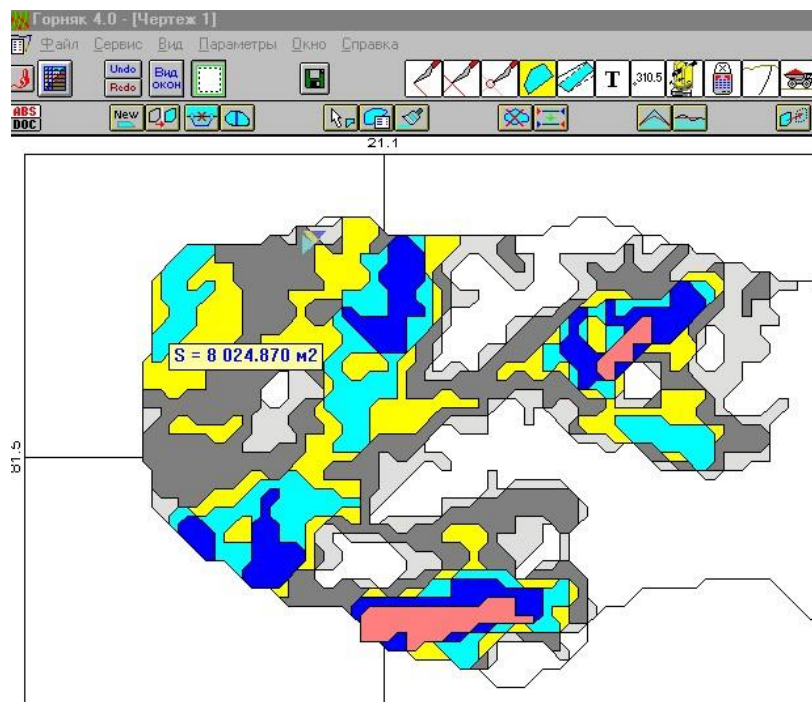 Горняк 4.0 - [Чертеж 1]
Файл Сервис Вид Параметры Окно Справка
Undo
Redo
Вид
окон
T
.310.5
ABS
DOC
New
21.1
S = 8 024.870 м2
81.5